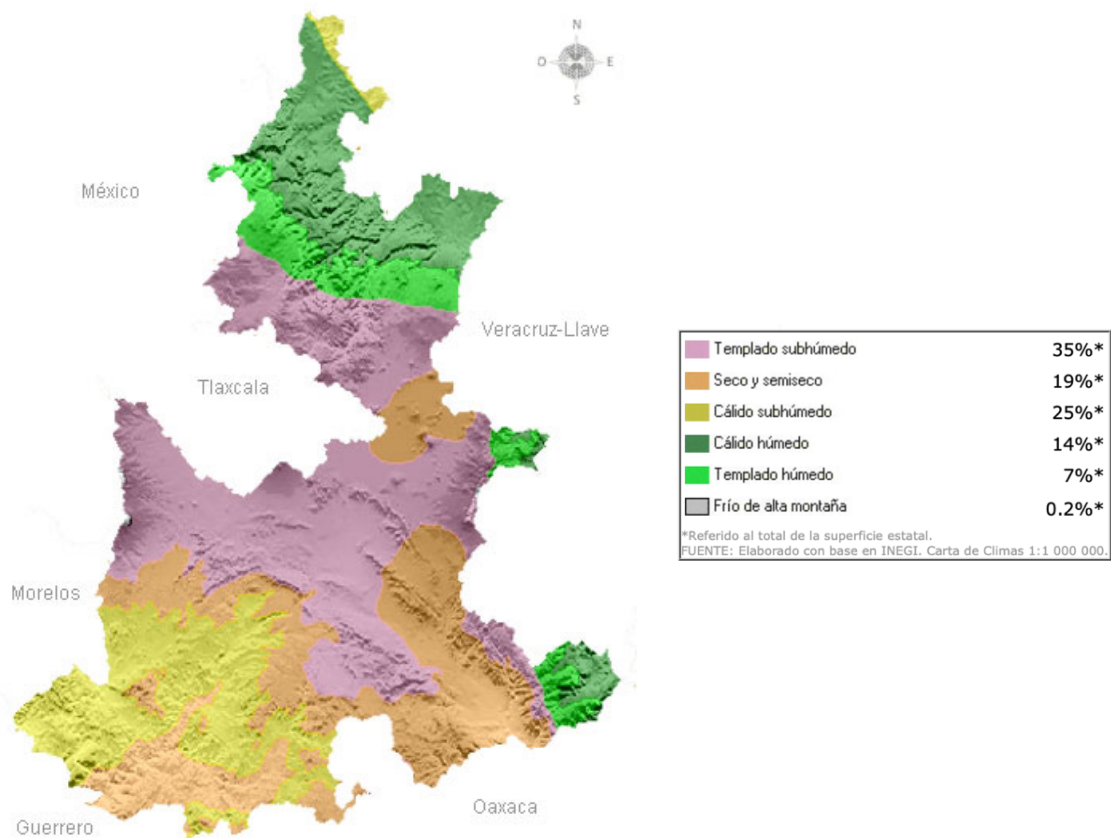 N
O E
S
México
Veracruz-Llave
Tlaxcala
Morelos
Oaxaca
Guerrero
Templado subhúmedo 35%*
Seco y semiseco 19%*
Cálido subhúmedo 25%*
Cálido húmedo 14%*
Templado húmedo 7%*
Frío de alta montaña 0.2%*
*Referido al total de la superficie estatal.
FUENTE: Elaborado con base en INEGI. Carta de Climas 1:1 000 000.